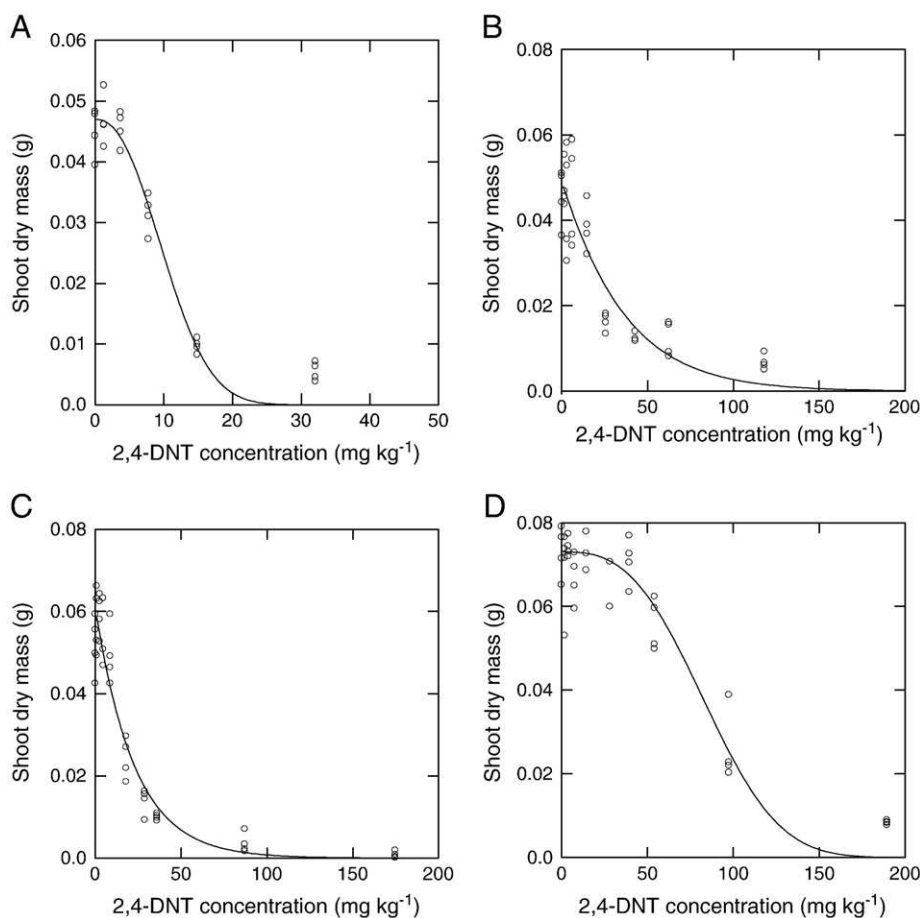 A
0.06
0.05
0.04
0.03
0.02
0.01
0.0
0 10 20 30 40 50
Shoot dry mass (g)
2,4-DNT concentration (mg kg⁻¹)
B
0.08
0.06
0.04
0.02
0.0
0 50 100 150 200
Shoot dry mass (g)
2,4-DNT concentration (mg kg⁻¹)
C
0.08
0.06
0.04
0.02
0.0
0 50 100 150 200
Shoot dry mass (g)
2,4-DNT concentration (mg kg⁻¹)
D
0.08
0.06
0.04
0.02
0.0
0 50 100 150 200
Shoot dry mass (g)
2,4-DNT concentration (mg kg⁻¹)